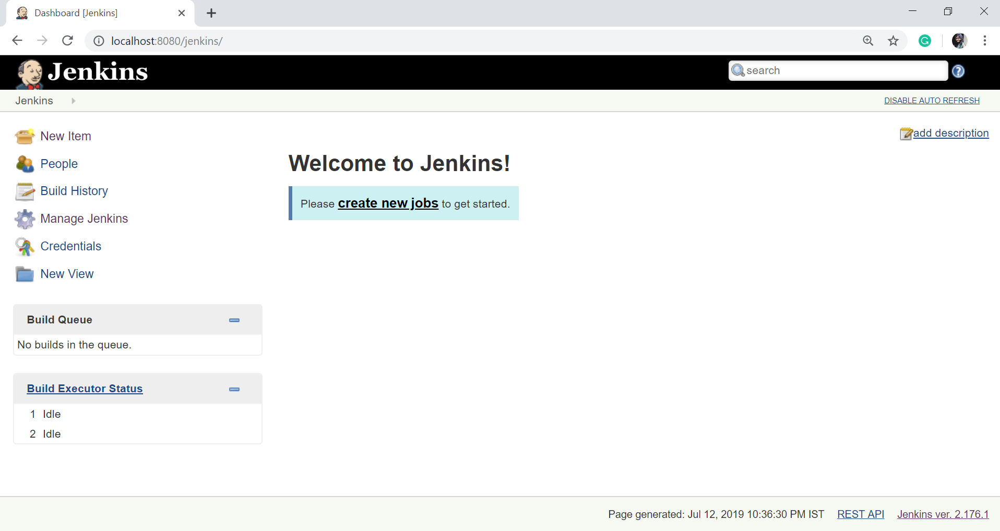 Dashboard [Jenkins]
localhost:8080/jenkins/
Jenkins
search
Jenkins
DISABLE AUTO REFRESH
New Item
People
Build History
Manage Jenkins
Credentials
New View
Build Queue
No builds in the queue.
Build Executor Status
1 Idle
2 Idle
add description
Welcome to Jenkins!
Please create new jobs to get started.
Page generated: Jul 12, 2019 10:36:30 PM IST REST API Jenkins ver. 2.176.1